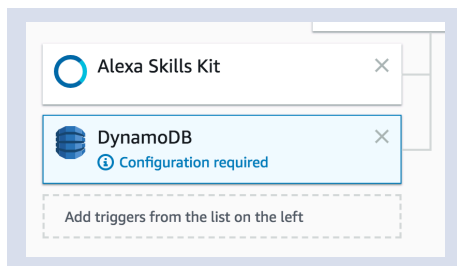 Alexa Skills Kit
DynamoDB
Configuration required
Add triggers from the list on the left